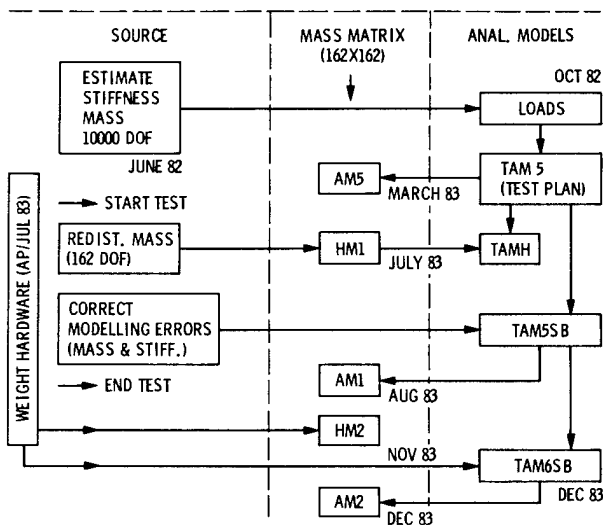 SOURCE
MASS MATRIX
(162X162)
ANAL. MODELS
ESTIMATE
STIFFNESS
MASS
10000 DOF
JUNE 82
OCT 82
LOADS
AM5
MARCH 83
TAM 5
(TEST PLAN)
WEIGHT HARDWARE (AP/JUL 83)
START TEST
REDIST. MASS
(162 DOF)
HM1
JULY 83
TAMH
CORRECT
MODELLING ERRORS
(MASS & STIFF.)
TAM5SB
END TEST
AM1
AUG 83
HM2
NOV 83
TAM6SB
AM2
DEC 83
DEC 83